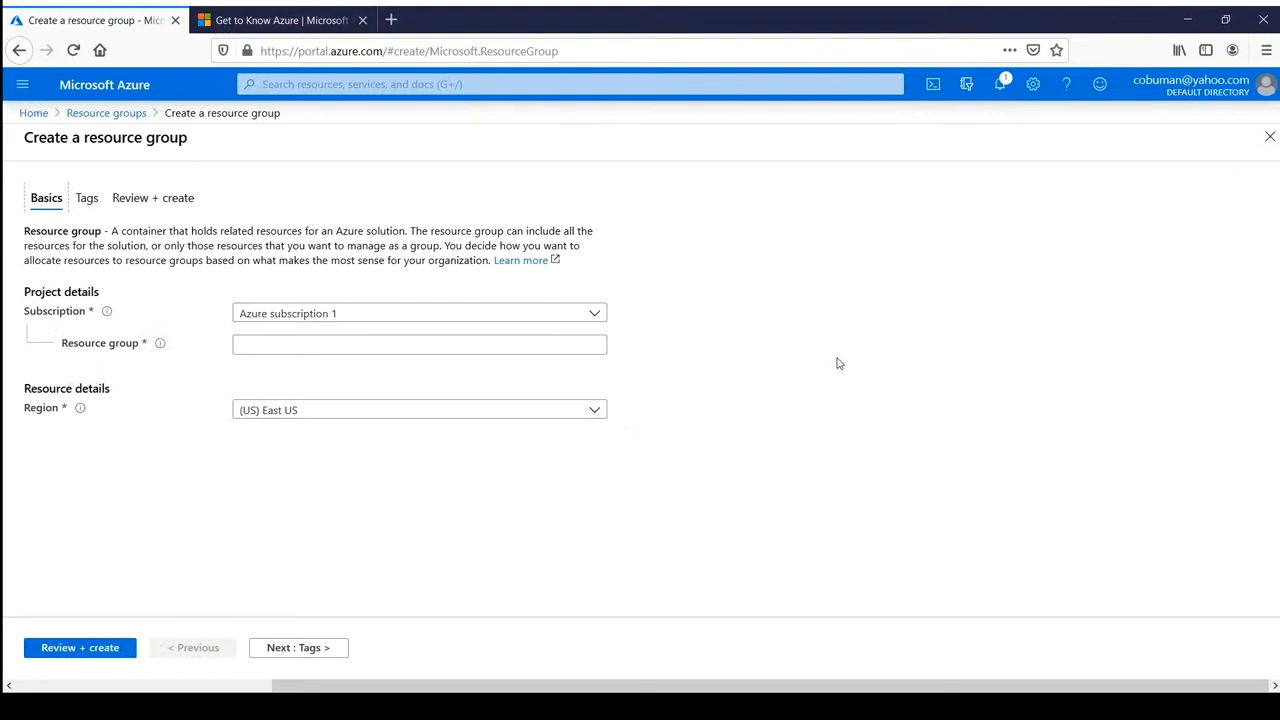 Create a resource group - Micr
Get to Know Azure | Microsoft
https://portal.azure.com/#create/Microsoft.ResourceGroup
Microsoft Azure
Search resources, services, and docs (G+/)
1
cobuman@yahoo.com
DEFAULT DIRECTORY
Home > Resource groups > Create a resource group
Create a resource group
Basics Tags Review + create
Resource group - A container that holds related resources for an Azure solution. The resource group can include all the
resources for the solution, or only those resources that you want to manage as a group. You decide how you want to
allocate resources to resource groups based on what makes the most sense for your organization. Learn more
Project details
Subscription * Azure subscription 1
Resource group *
Resource details
Region * (US) East US
Review + create < Previous Next : Tags >